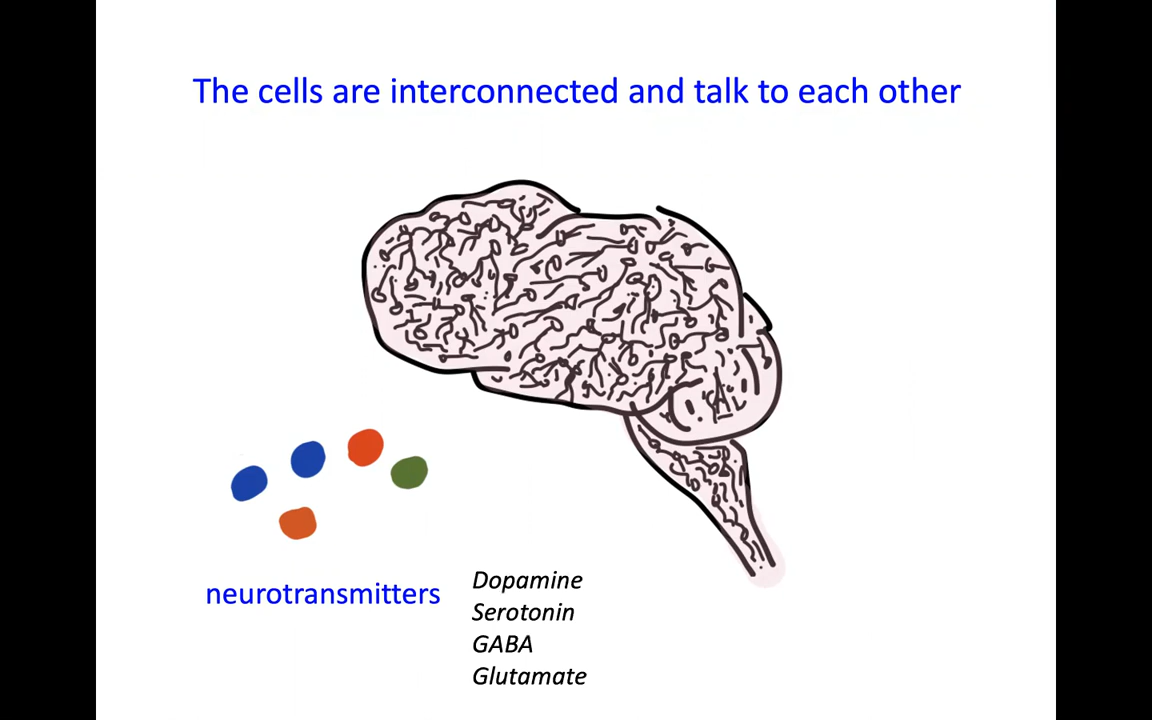 The cells are interconnected and talk to each other
neurotransmitters
Dopamine
Serotonin
GABA
Glutamate